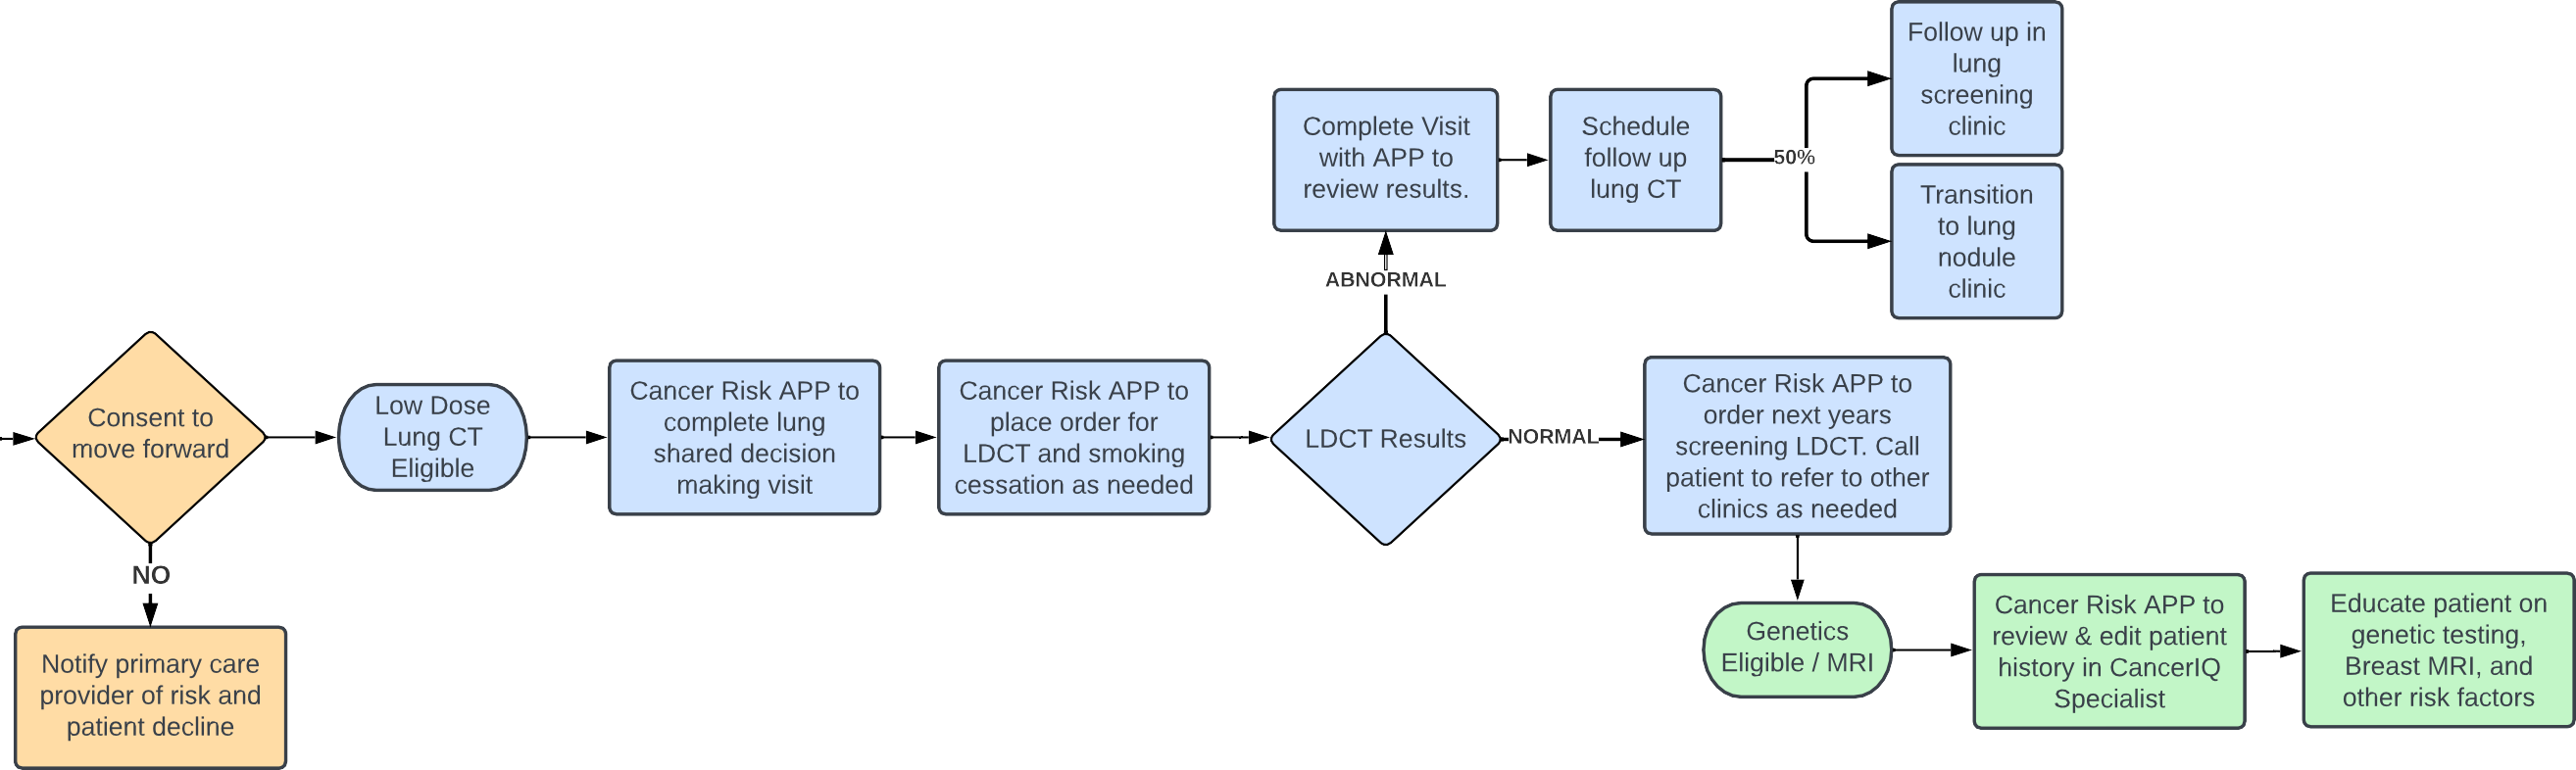 Follow up in
lung
screening
clinic
Complete Visit
with APP to
review results.
Schedule
follow up
lung CT
50%
Transition
to lung
nodule
clinic
ABNORMAL
Consent to
move forward
Low Dose
Lung CT
Eligible
Cancer Risk APP to
complete lung
shared decision
making visit
Cancer Risk APP to
place order for
LDCT and smoking
cessation as needed
LDCT Results
NORMAL
Cancer Risk APP to
order next years
screening LDCT. Call
patient to refer to other
clinics as needed
NO
Notify primary care
provider of risk and
patient decline
Genetics
Eligible / MRI
Cancer Risk APP to
review & edit patient
history in CancerIQ
Specialist
Educate patient on
genetic testing,
Breast MRI, and
other risk factors